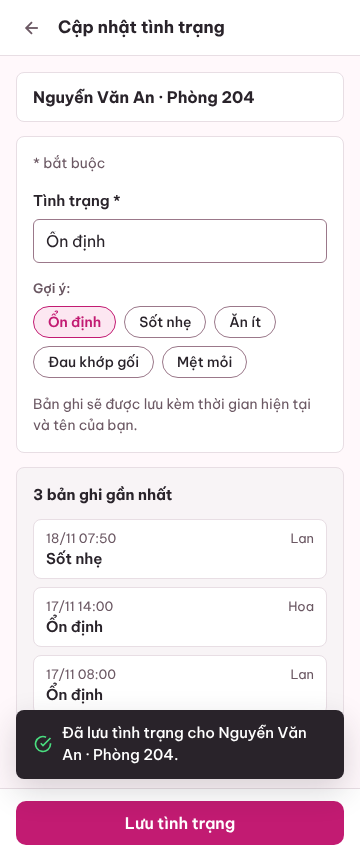 Cập nhật tình trạng
Nguyễn Văn An · Phòng 204
* bắt buộc
Tình trạng *
Ổn định
Gợi ý:
Ổn định
Sốt nhẹ
Ăn ít
Đau khớp gối
Mệt mỏi
Bản ghi sẽ được lưu kèm thời gian hiện tại
và tên của bạn.
3 bản ghi gần nhất
18/11 07:50 Lan
Sốt nhẹ
17/11 14:00 Hoa
Ổn định
17/11 08:00 Lan
Ổn định
Đã lưu tình trạng cho Nguyễn Văn
An · Phòng 204.
Lưu tình trạng